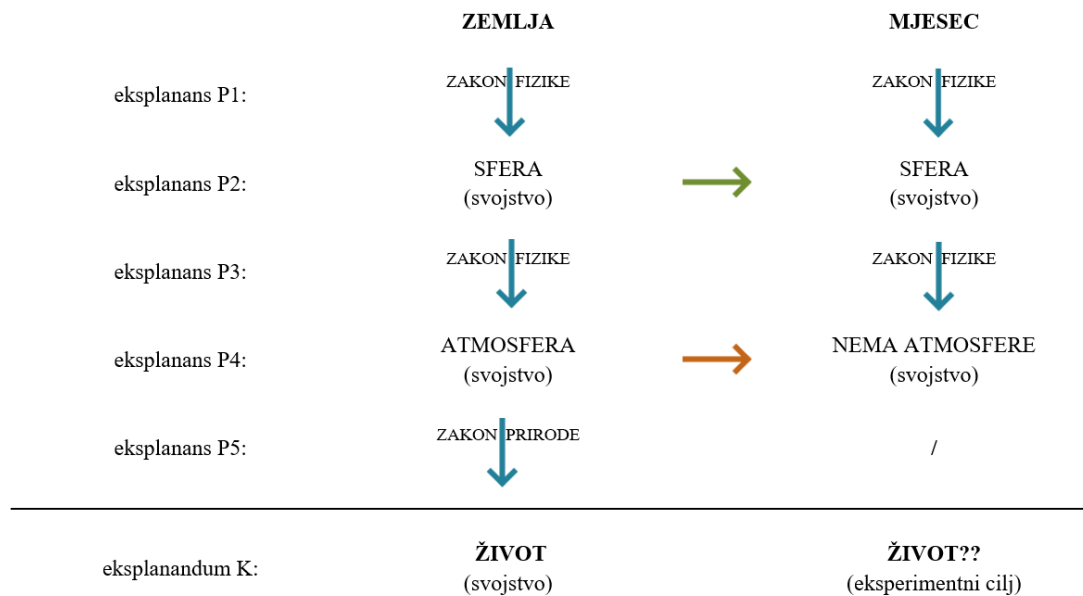 ZEMLJA MJESEC
eksplanans P1: ZAKON FIZIKE ZAKON FIZIKE
eksplanans P2: SFERA SFERA
(svojstvo) (svojstvo)
eksplanans P3: ZAKON FIZIKE ZAKON FIZIKE
eksplanans P4: ATMOSFERA NEMA ATMOSFERE
(svojstvo) (svojstvo)
eksplanans P5: ZAKON PRIRODE /
eksplanandum K: ŽIVOT ŽIVOT??
(svojstvo) (eksperimentni cilj)